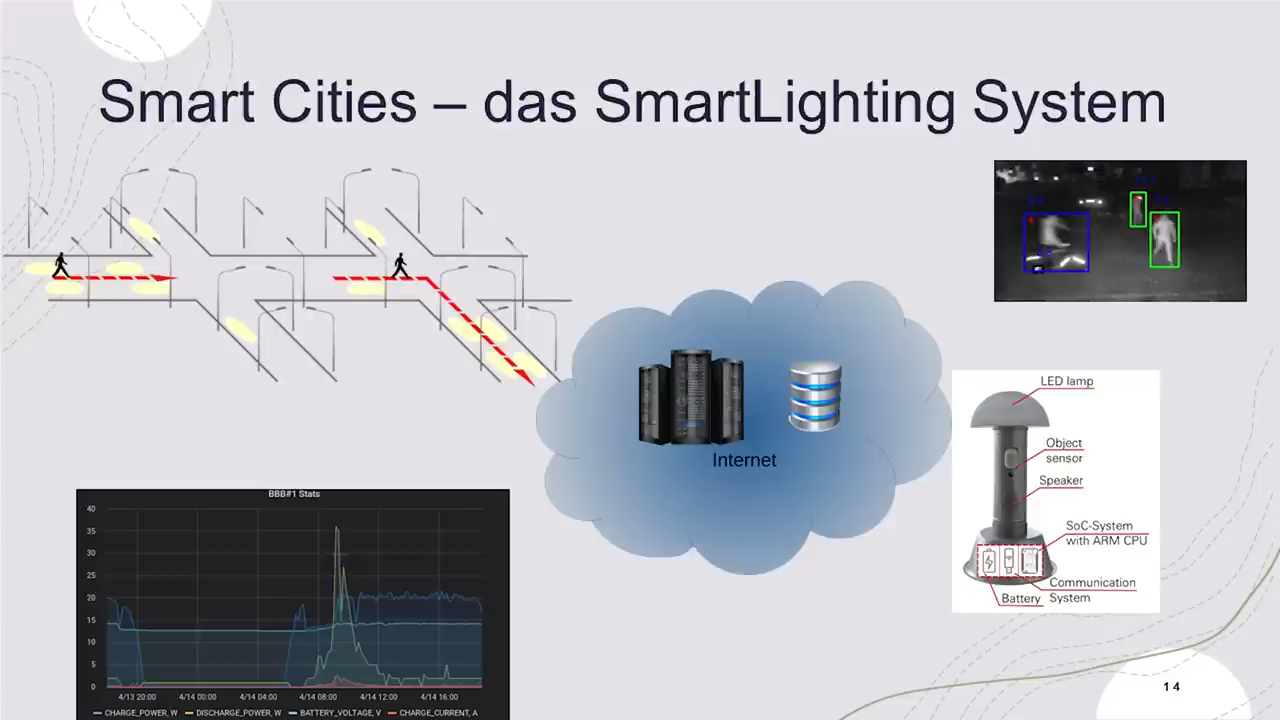 Smart Cities – das SmartLighting System
Internet
LED lamp
Object
sensor
Speaker
SoC-System
with ARM CPU
Communication
System
Battery
BBB#1 Stats
40
35
30
25
20
15
10
5
0
4/13 20:00 4/14 00:00 4/14 04:00 4/14 08:00 4/14 12:00 4/14 16:00
CHARGE_POWER, W DISCHARGE_POWER, W BATTERY_VOLTAGE, V CHARGE_CURRENT, A
14